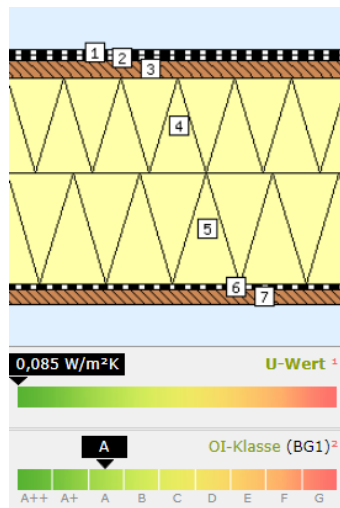 1
2
3
4
5
6
7
0,085 W/m²K U-Wert ¹
A OI-Klasse (BG1)²
A++ A+ A B C D E F G